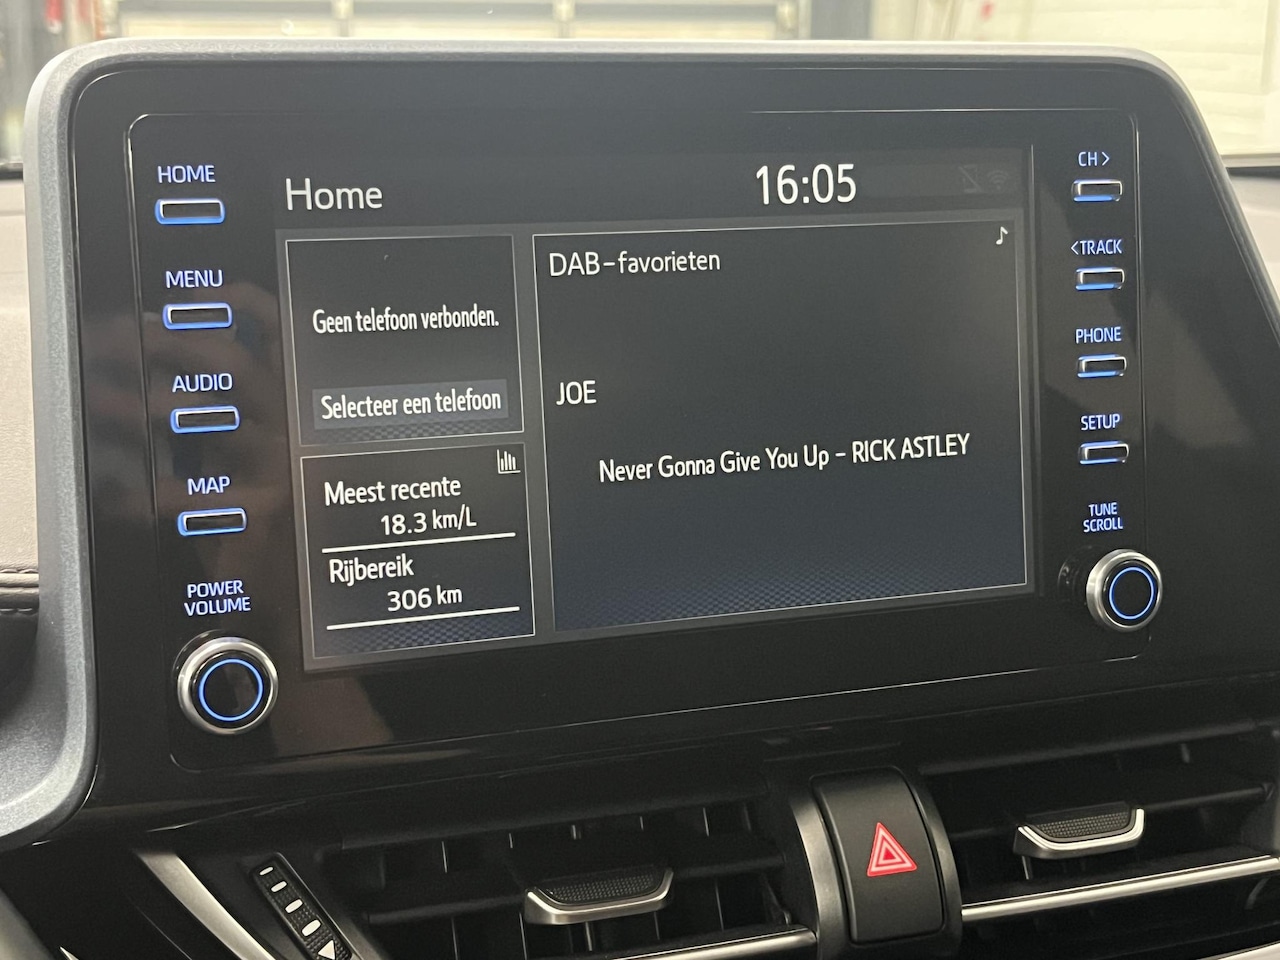 HOME
MENU
AUDIO
MAP
POWER
VOLUME
Home
16:05
Geen telefoon verbonden.
Selecteer een telefoon
Meest recente
18.3 km/L
Rijbereik
306 km
DAB-favorieten
JOE
Never Gonna Give You Up - RICK ASTLEY
CH>
<TRACK
PHONE
SETUP
TUNE
SCROLL